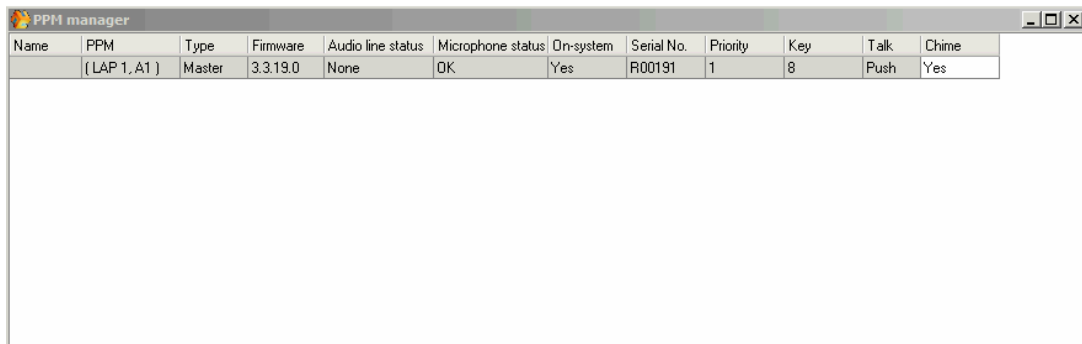 PPM manager
Name PPM Type Firmware Audio line status Microphone status On-system Serial No. Priority Key Talk Chime
( LAP 1, A1 ) Master 3.3.19.0 None OK Yes R00191 1 8 Push Yes